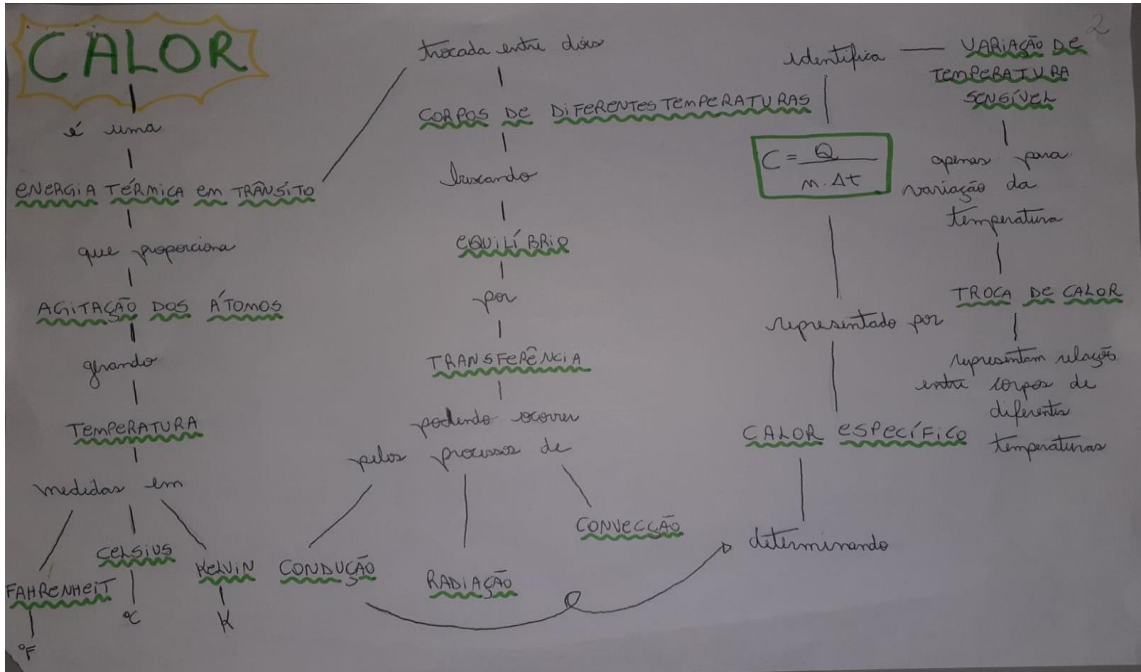 CALOR
é uma
ENERGIA TÉRMICA EM TRÂNSITO
que proporciona
AGITAÇÃO DOS ÁTOMOS
gerando
TEMPERATURA
medidas em
FAHRENHEIT
CELSIUS
KELVIN
°F
°C
K
trocada entre dois
CORPOS DE DIFERENTES TEMPERATURAS
buscando
EQUILÍBRIO
por
TRANSFERÊNCIA
podendo ocorrer
pelos processos de
CONDUÇÃO
RADIAÇÃO
CONVECÇÃO
determinando
CALOR ESPECÍFICO
representado por
C = Q
m.Δt
identifica
VARIAÇÃO DE
TEMPERATURA
SENSÍVEL
apenas para
variação da
temperatura
TROCA DE CALOR
representam relações
entre corpos de
diferentes
temperaturas
2